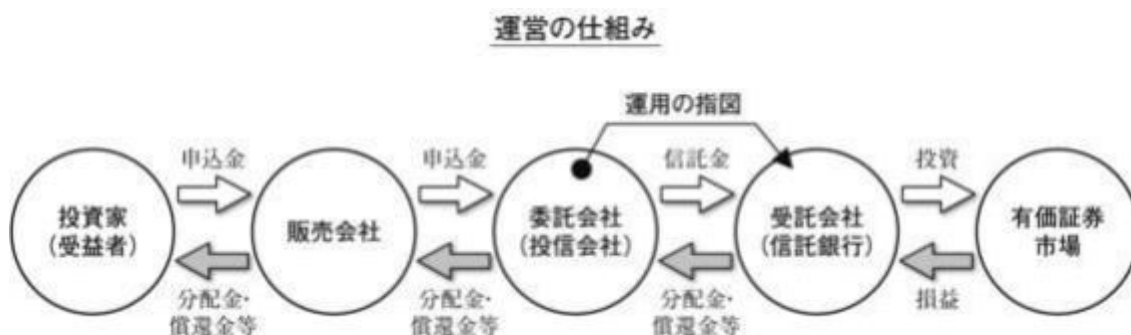 運営の仕組み
運用の指図
申込金
申込金
信託金
投資
投資家
(受益者)
販売会社
委託会社
(投信会社)
受託会社
(信託銀行)
有価証券
市場
分配金・
償還金等
分配金・
償還金等
分配金・
償還金等
損益